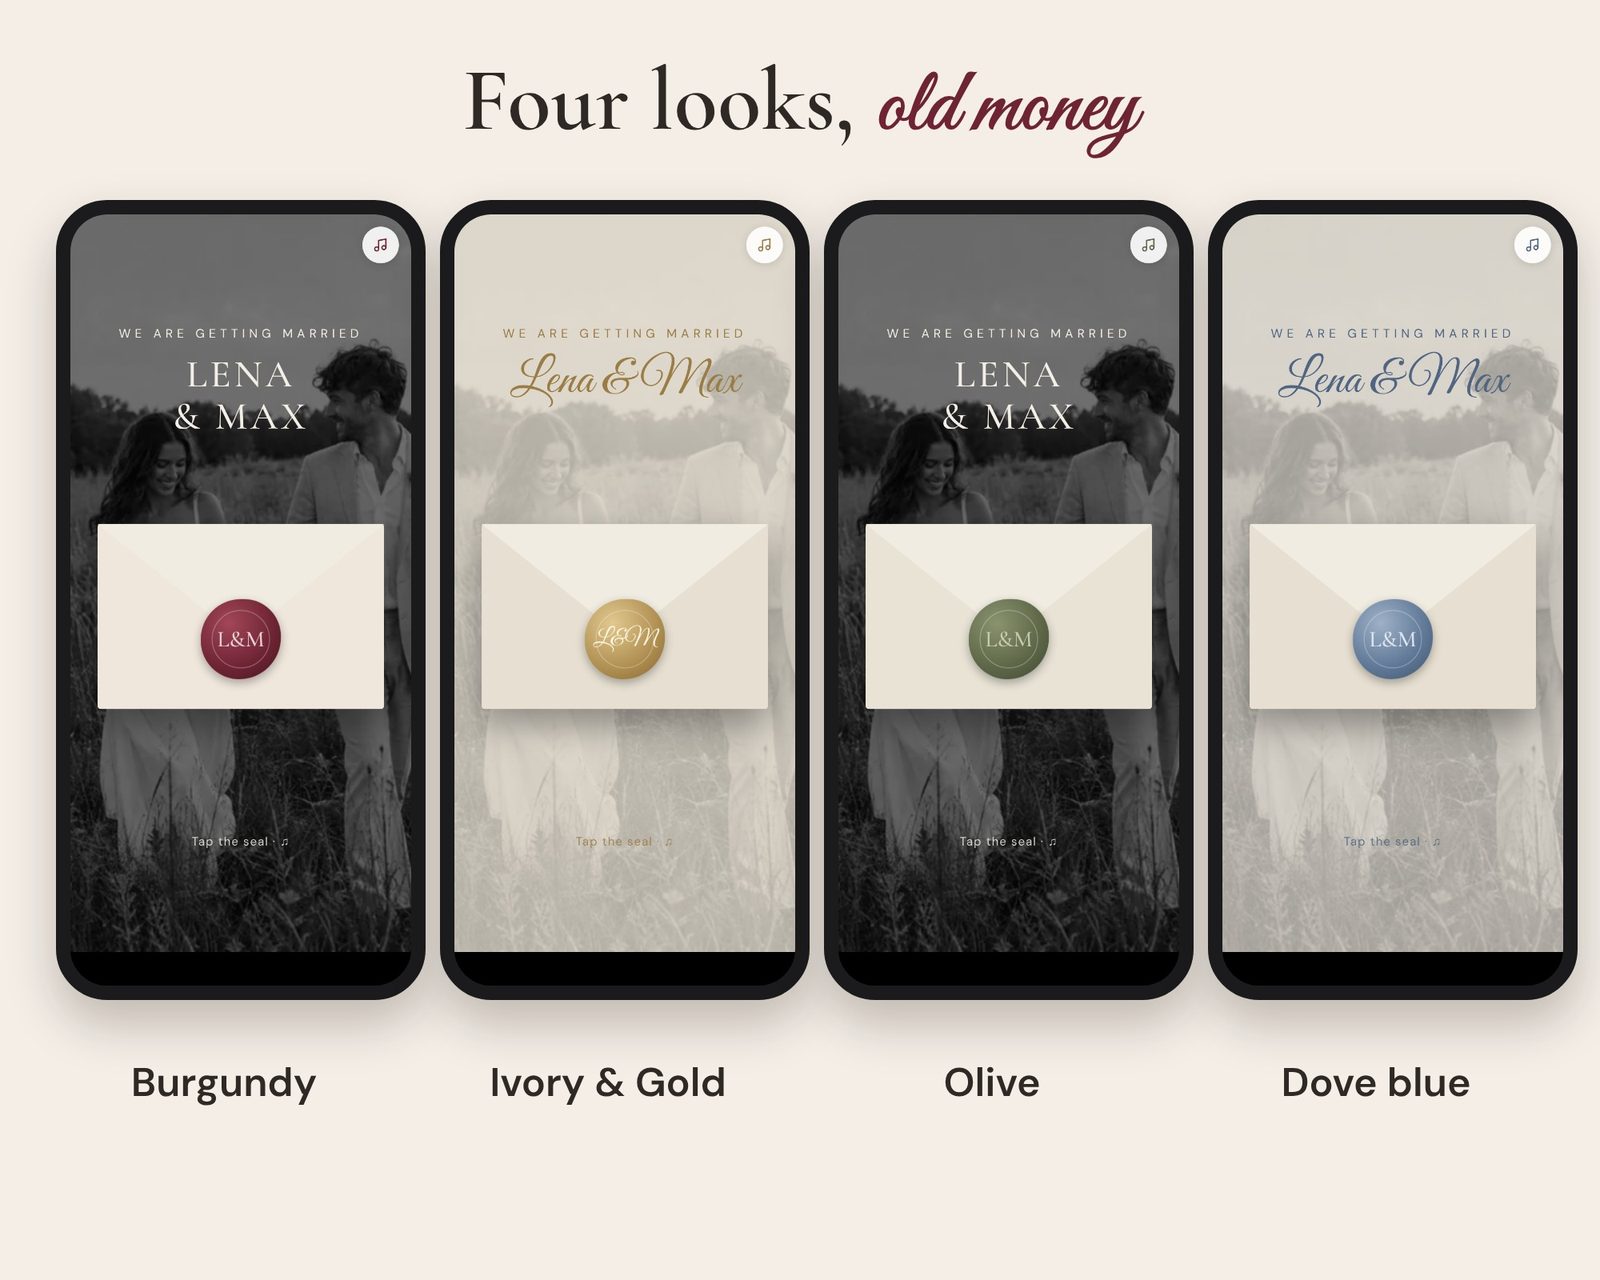 Four looks, old money
WE ARE GETTING MARRIED
LENA
& MAX
L&M
Tap the seal · ♫
Burgundy
WE ARE GETTING MARRIED
Lena & Max
L&M
Tap the seal · ♫
Ivory & Gold
WE ARE GETTING MARRIED
LENA
& MAX
L&M
Tap the seal · ♫
Olive
WE ARE GETTING MARRIED
Lena & Max
L&M
Tap the seal · ♫
Dove blue